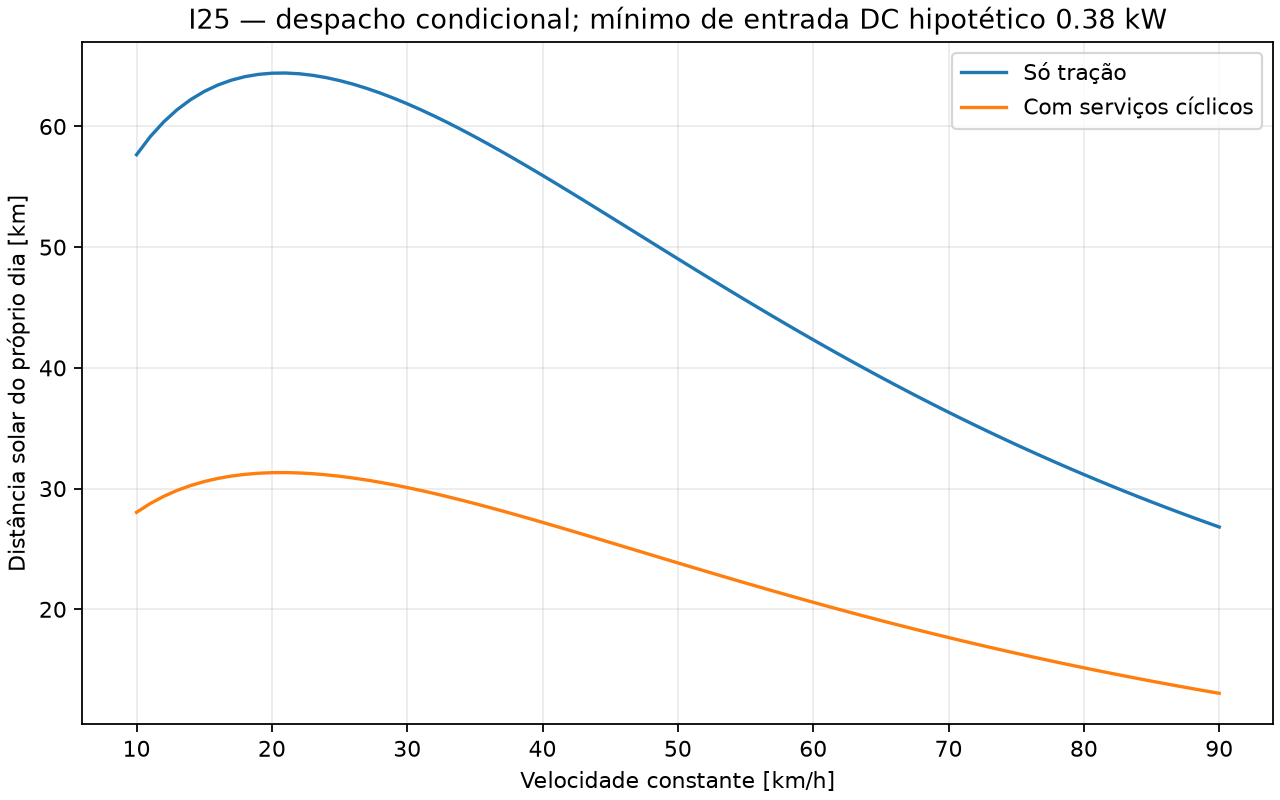 I25 — despacho condicional; mínimo de entrada DC hipotético 0.38 kW
Só tração
Com serviços cíclicos
Distância solar do próprio dia [km]
60
50
40
30
20
10 20 30 40 50 60 70 80 90
Velocidade constante [km/h]